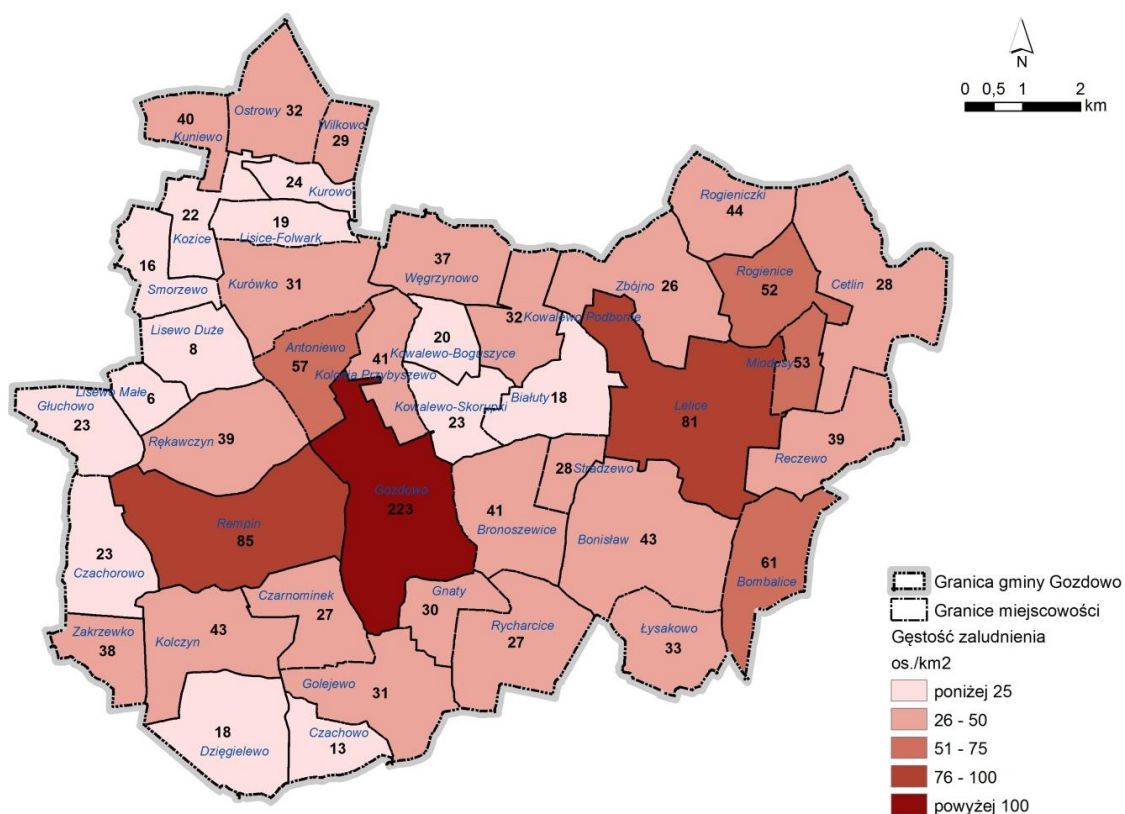 N
0 0,5 1 2
km
Ostrowy 32
40
Kuniewo
Wilkowo
29
24
Kurowo
22
Kozice
19
Lisice-Folwark
16
Smorzewo
Kurówko 31
37
Węgrzynowo
Rogieniczki
44
Zbójno 26
Rogienice
52
Cetlin 28
Lisewo Duże
8
Antoniewo
57
41
Kolonia Przybyszewo
20
Kowalewo-Boguszyce
32
Kowalewo Podborne
Miodusy 53
Lisewo Małe
6
Głuchowo
23
Rękawczyn 39
Kowalewo-Skorupki
23
Białuty 18
Lelice
81
39
Reczewo
Gozdowo
223
28 Stradzewo
Rempin
85
41
Bronoszewice
Bonisław 43
61
Bombalice
23
Czachorowo
Czarnominek
27
Gnaty
30
Rycharcice
27
Łysakowo
33
Zakrzewko
38
43
Kolczyn
Golejewo 31
18
Dzięgielewo
Czachowo
13
Granica gminy Gozdowo
Granice miejscowości
Gęstość zaludnienia
os./km2
poniżej 25
26 - 50
51 - 75
76 - 100
powyżej 100